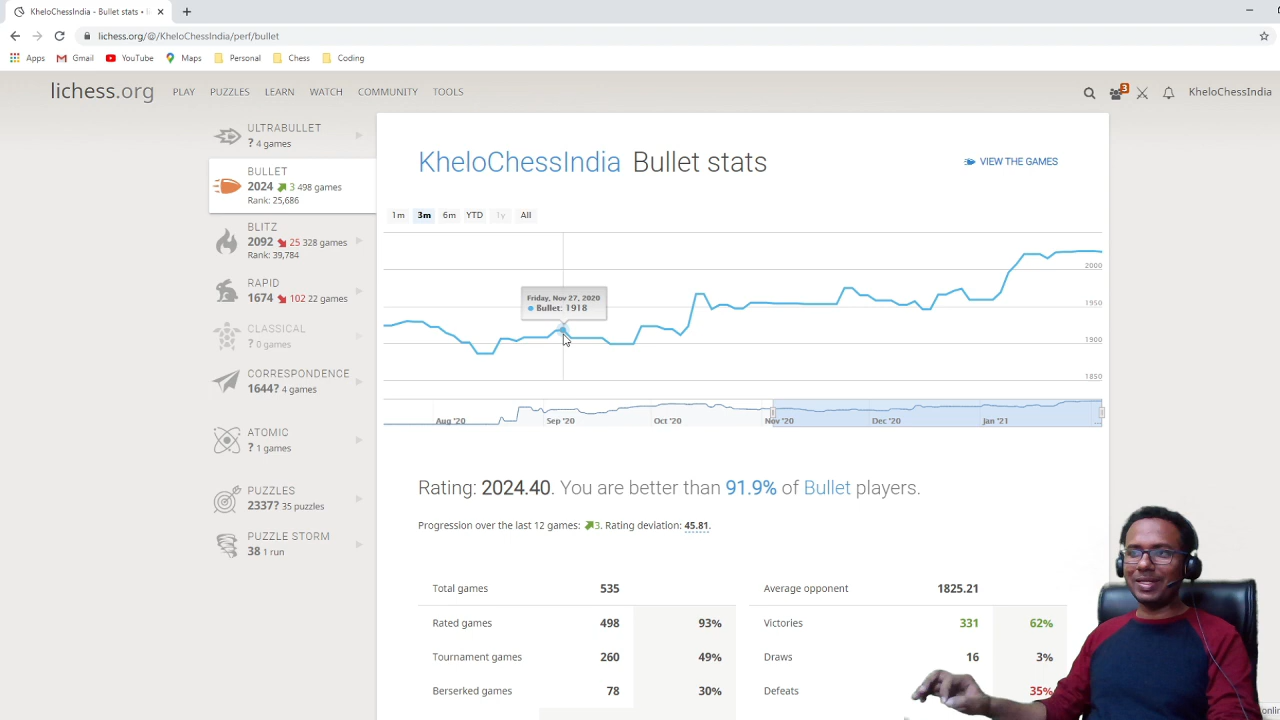 KheloChessIndia - Bullet stats •
lichess.org/@/KheloChessIndia/perf/bullet
Apps Gmail YouTube Maps Personal Chess Coding
lichess.org PLAY PUZZLES LEARN WATCH COMMUNITY TOOLS 3 KheloChessIndia
ULTRABULLET
? 4 games
BULLET
2024 3 498 games
Rank: 25,686
BLITZ
2092 25 328 games
Rank: 39,784
RAPID
1674 102 22 games
CLASSICAL
? 0 games
CORRESPONDENCE
1644? 4 games
ATOMIC
? 1 games
PUZZLES
2337? 35 puzzles
PUZZLE STORM
38 1 run
KheloChessIndia Bullet stats
VIEW THE GAMES
1m 3m 6m YTD 1y All
2000
1950
1900
1850
Friday, Nov 27, 2020
Bullet: 1918
Aug '20 Sep '20 Oct '20 Nov '20 Dec '20 Jan '21 ...
Rating: 2024.40. You are better than 91.9% of Bullet players.
Progression over the last 12 games: 3. Rating deviation: 45.81.
Total games 535
Rated games 498 93%
Tournament games 260 49%
Berserked games 78 30%
Average opponent 1825.21
Victories 331 62%
Draws 16 3%
Defeats 35%